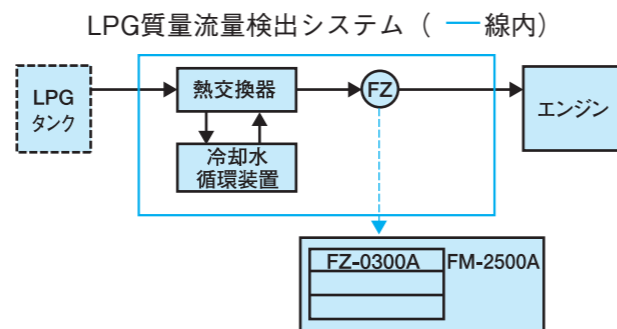 LPG質量流量検出システム（ ー線内）
LPG
タンク
熱交換器
FZ
エンジン
冷却水
循環装置
FZ-0300A
FM-2500A